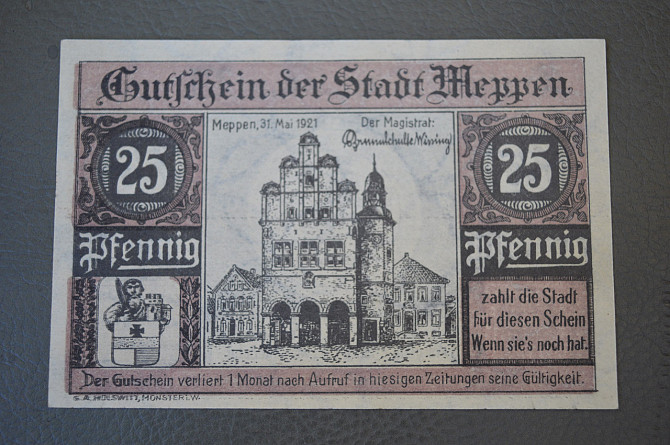 Gutschein der Stadt Meppen
Meppen, 31. Mai 1921 Der Magistrat:
25
25
Pfennig
Pfennig
zahlt die Stadt
für diesen Schein
Wenn sie's noch hat.
Der Gutschein verliert 1 Monat nach Aufruf in hiesigen Zeitungen seine Gültigkeit.
MÜNSTER I.W.